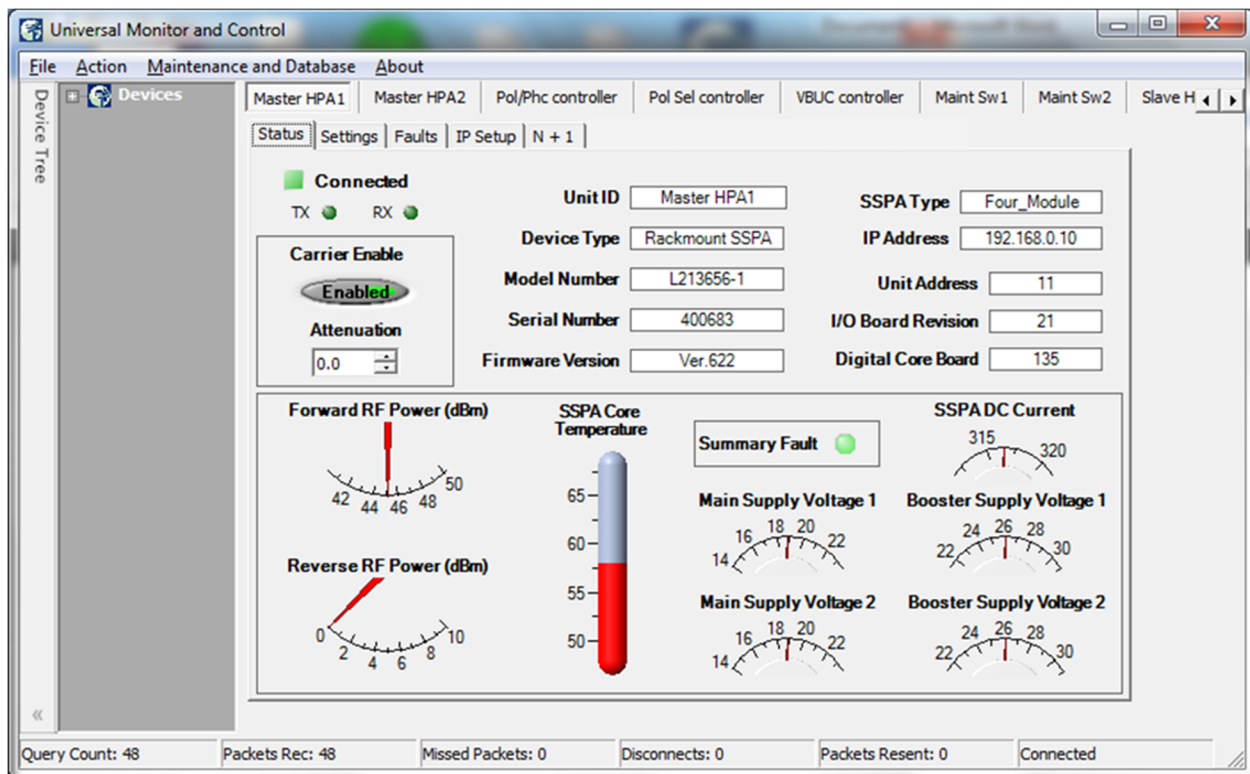 Universal Monitor and Control
File Action Maintenance and Database About
Device Tree
Devices
Master HPA1 Master HPA2 Pol/Phc controller Pol Sel controller VBUC controller Maint Sw1 Maint Sw2 Slave H
Status Settings Faults IP Setup N + 1
Connected
TX RX
Carrier Enable
Enabled
Attenuation
0.0
Unit ID Master HPA1
Device Type Rackmount SSPA
Model Number L213656-1
Serial Number 400683
Firmware Version Ver.622
SSPA Type Four_Module
IP Address 192.168.0.10
Unit Address 11
I/O Board Revision 21
Digital Core Board 135
Forward RF Power (dBm)
42 44 46 48 50
Reverse RF Power (dBm)
0 2 4 6 8 10
SSPA Core
Temperature
65
60
55
50
Summary Fault
SSPA DC Current
315 320
Main Supply Voltage 1
14 16 18 20 22
Booster Supply Voltage 1
22 24 26 28 30
Main Supply Voltage 2
14 16 18 20 22
Booster Supply Voltage 2
22 24 26 28 30
Query Count: 48 Packets Rec: 48 Missed Packets: 0 Disconnects: 0 Packets Resent: 0 Connected